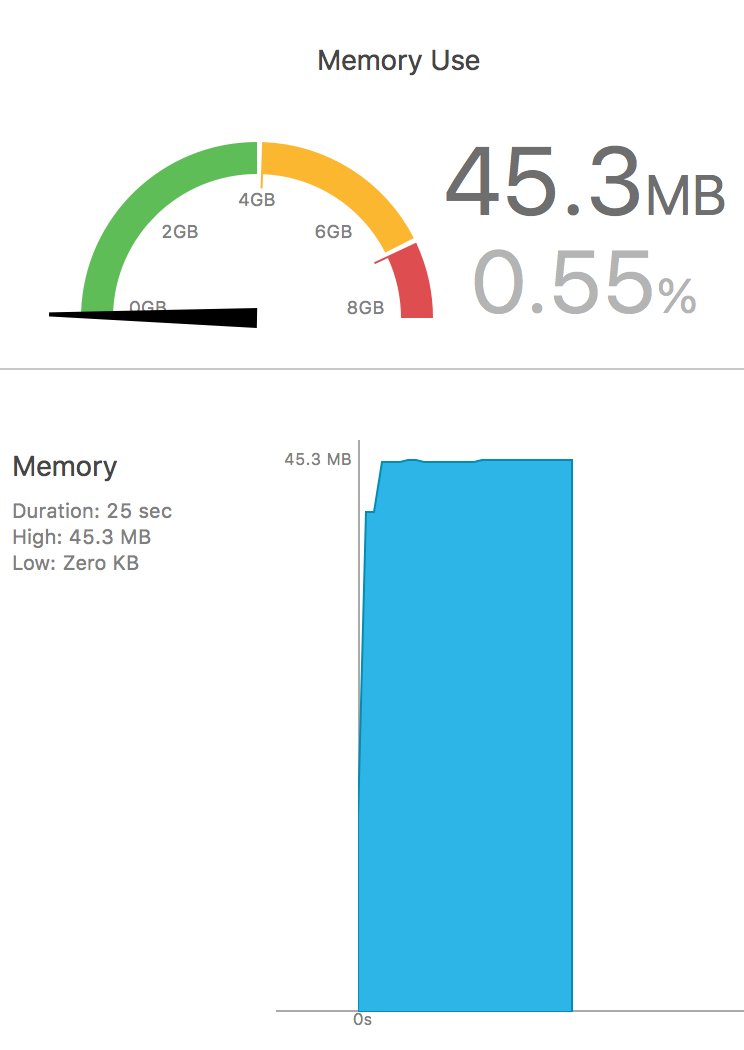 Memory Use
45.3MB
0.55%
4GB
2GB
6GB
0GB
8GB
Memory
Duration: 25 sec
High: 45.3 MB
Low: Zero KB
45.3 MB
0s